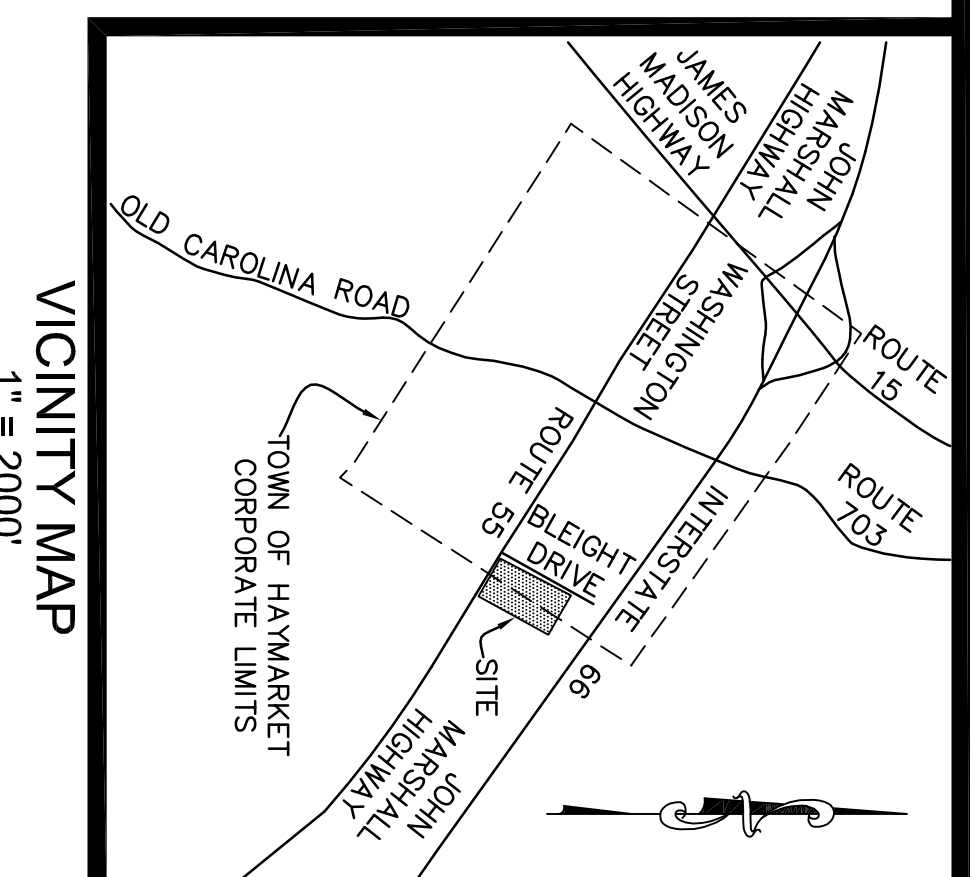 JAMES
MADISON
HIGHWAY
JOHN
MARSHALL
HIGHWAY
OLD CAROLINA ROAD
WASHINGTON
STREET
ROUTE
15
ROUTE
703
ROUTE 55
BLEIGHT
DRIVE
INTERSTATE 66
SITE
TOWN OF HAYMARKET
CORPORATE LIMITS
JOHN
MARSHALL
HIGHWAY
N
VICINITY MAP
1" = 2000'